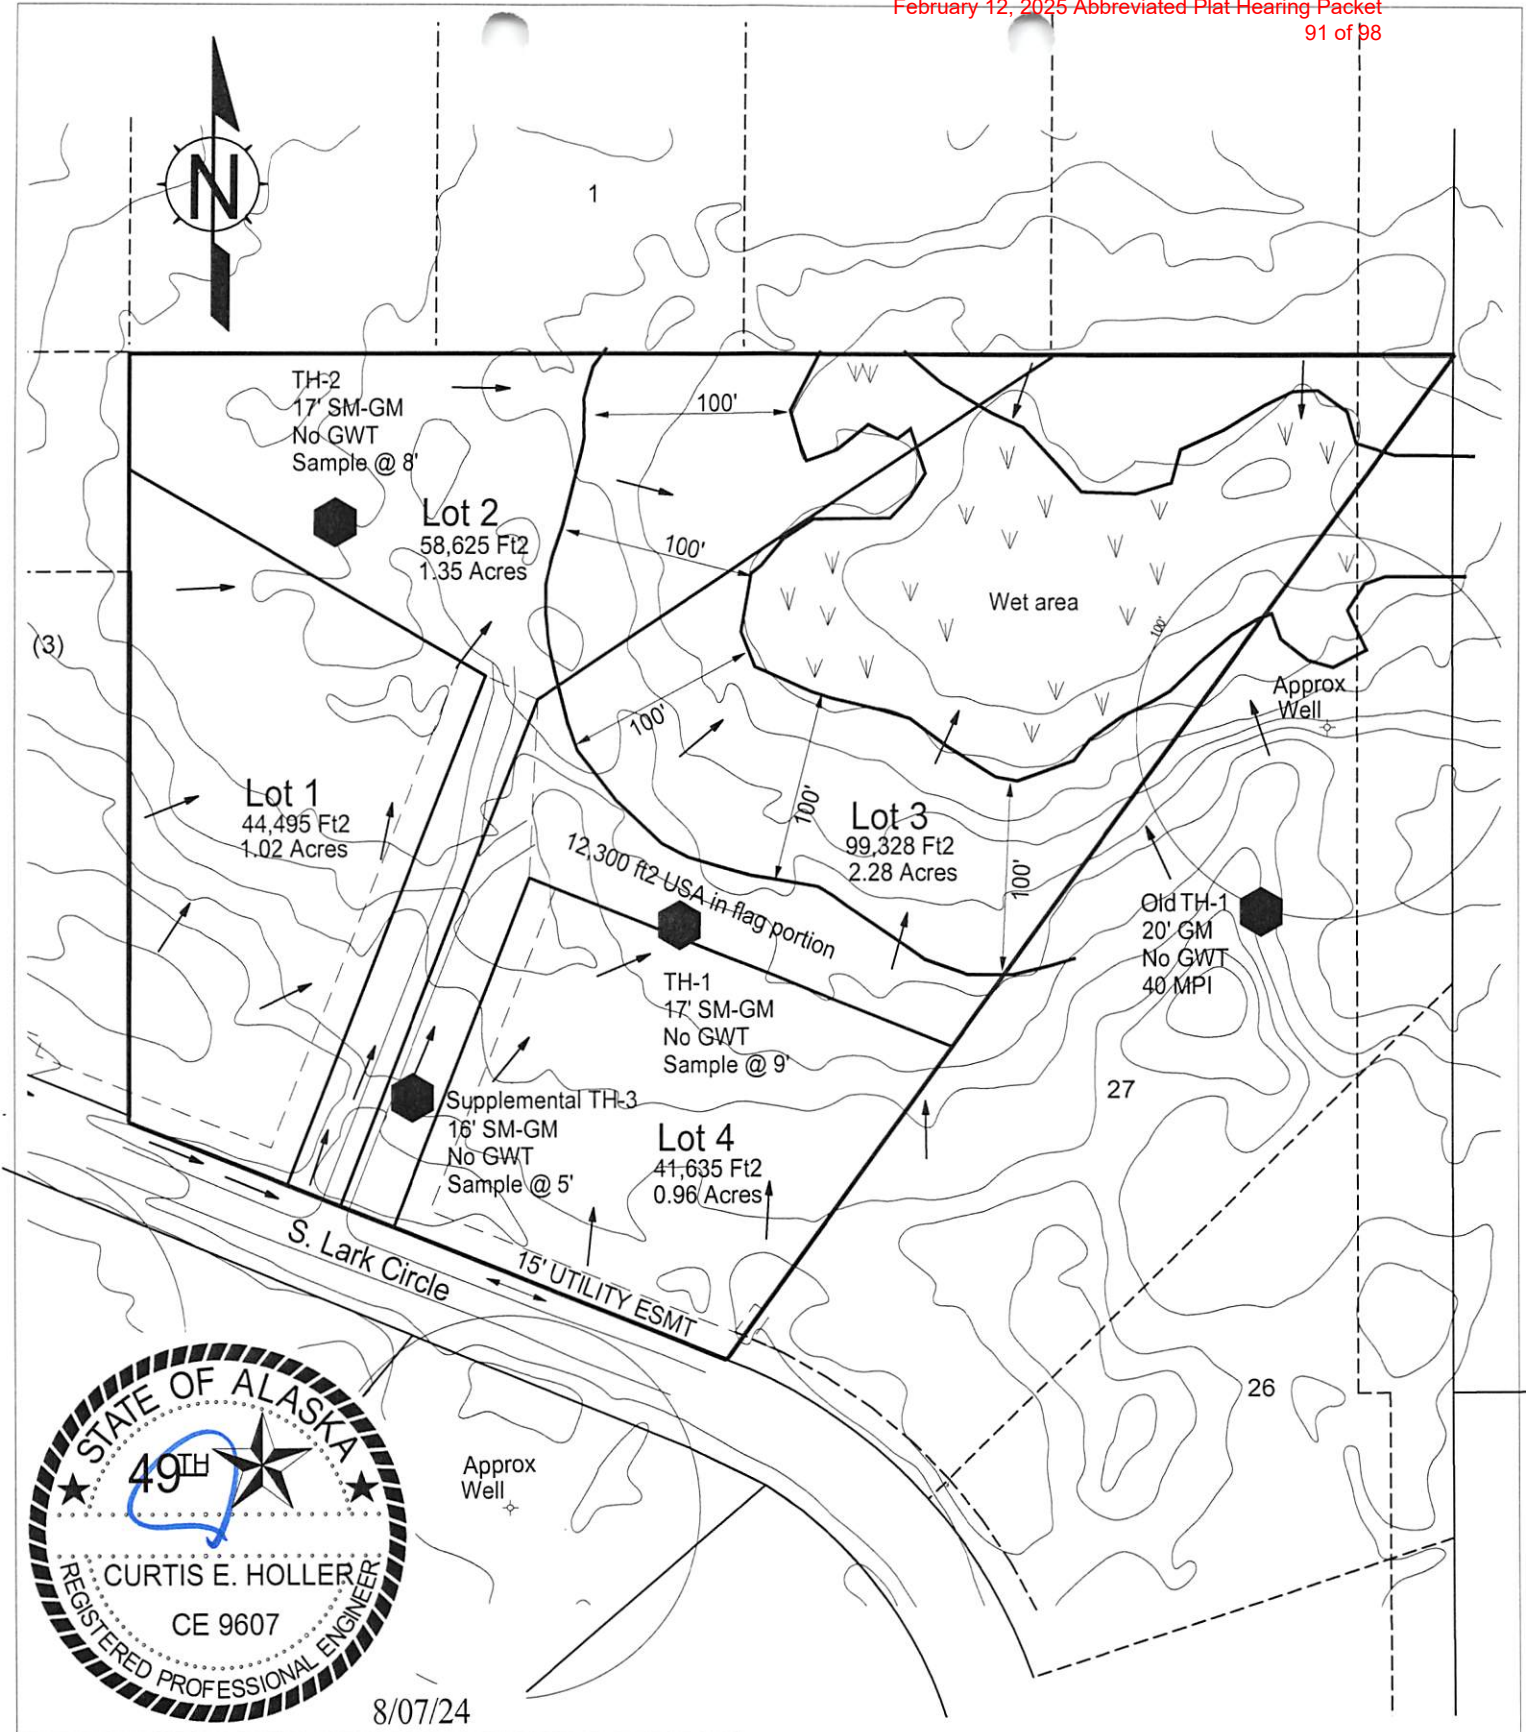 February 12, 2025 Abbreviated Plat Hearing Packet
91 of 98
N
1
TH-2
17' SM-GM
No GWT
Sample @ 8'
100'
Lot 2
58,625 Ft2
1.35 Acres
100'
Wet area
100'
(3)
Approx
Well
100'
Lot 1
44,495 Ft2
1.02 Acres
100'
Lot 3
99,328 Ft2
2.28 Acres
100'
12,300 ft2 USA in flag portion
Old TH-1
20' GM
No GWT
40 MPI
TH-1
17' SM-GM
No GWT
Sample @ 9'
27
Supplemental TH-3
16' SM-GM
No GWT
Sample @ 5'
Lot 4
41,635 Ft2
0.96 Acres
S. Lark Circle
15' UTILITY ESMT
26
Approx
Well
STATE OF ALASKA
49TH
CURTIS E. HOLLER
CE 9607
REGISTERED PROFESSIONAL ENGINEER
8/07/24